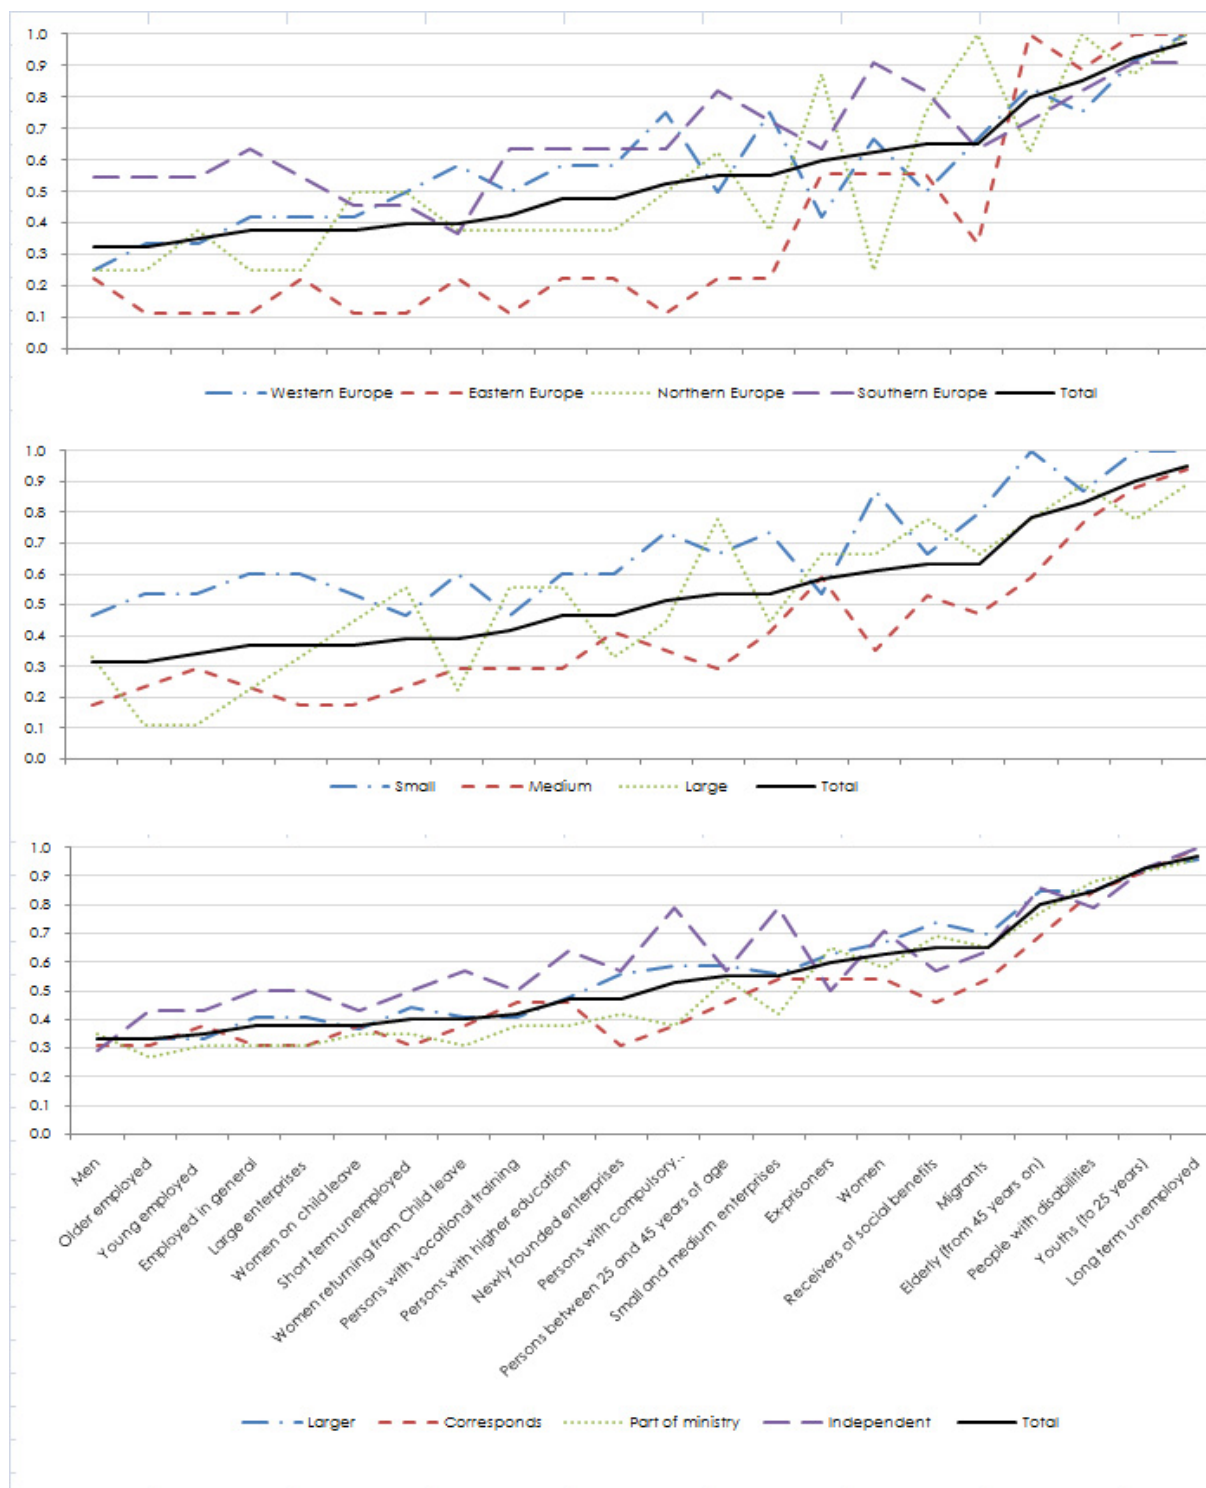 1.0
0.9
0.8
0.7
0.6
0.5
0.4
0.3
0.2
0.1
0.0
Western Europe Eastern Europe Northern Europe Southern Europe Total
1.0
0.9
0.8
0.7
0.6
0.5
0.4
0.3
0.2
0.1
0.0
Small Medium Large Total
1.0
0.9
0.8
0.7
0.6
0.5
0.4
0.3
0.2
0.1
0.0
Men
Older employed
Young employed
Employed in general
Large enterprises
Women on child leave
Short term unemployed
Women returning from Child leave
Persons with vocational training
Persons with higher education
Newly founded enterprises
Persons with compulsory...
Persons between 25 and 45 years of age
Small and medium enterprises
Ex-prisoners
Women
Receivers of social benefits
Migrants
Elderly (from 45 years on)
People with disabilities
Youths (to 25 years)
Long term unemployed
Larger Corresponds Part of ministry Independent Total